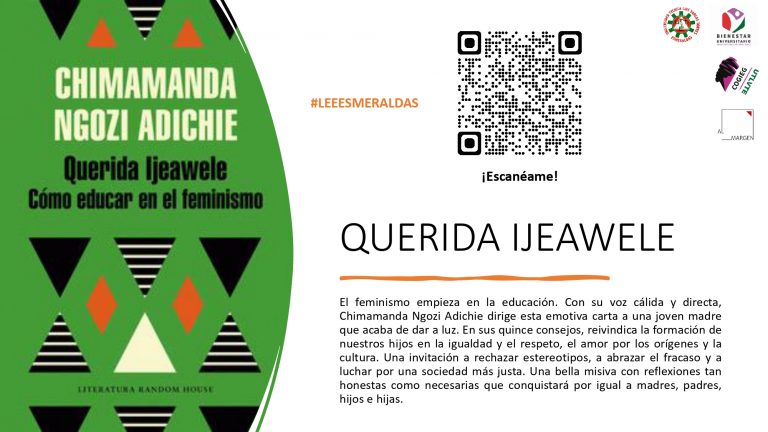 CHIMAMANDA
NGOZI ADICHIE
Querida Ijeawele
Cómo educar en el feminismo
LITERATURA RANDOM HOUSE
#LEEESMERALDAS
¡Escanéame!
BIENESTAR
UNIVERSITARIO
COGIEG
UTLVTE
AL
MARGEN
QUERIDA IJEAWELE
El feminismo empieza en la educación. Con su voz cálida y directa,
Chimamanda Ngozi Adichie dirige esta emotiva carta a una joven madre
que acaba de dar a luz. En sus quince consejos, reivindica la formación de
nuestros hijos en la igualdad y el respeto, el amor por los orígenes y la
cultura. Una invitación a rechazar estereotipos, a abrazar el fracaso y a
luchar por una sociedad más justa. Una bella misiva con reflexiones tan
honestas como necesarias que conquistará por igual a madres, padres,
hijos e hijas.